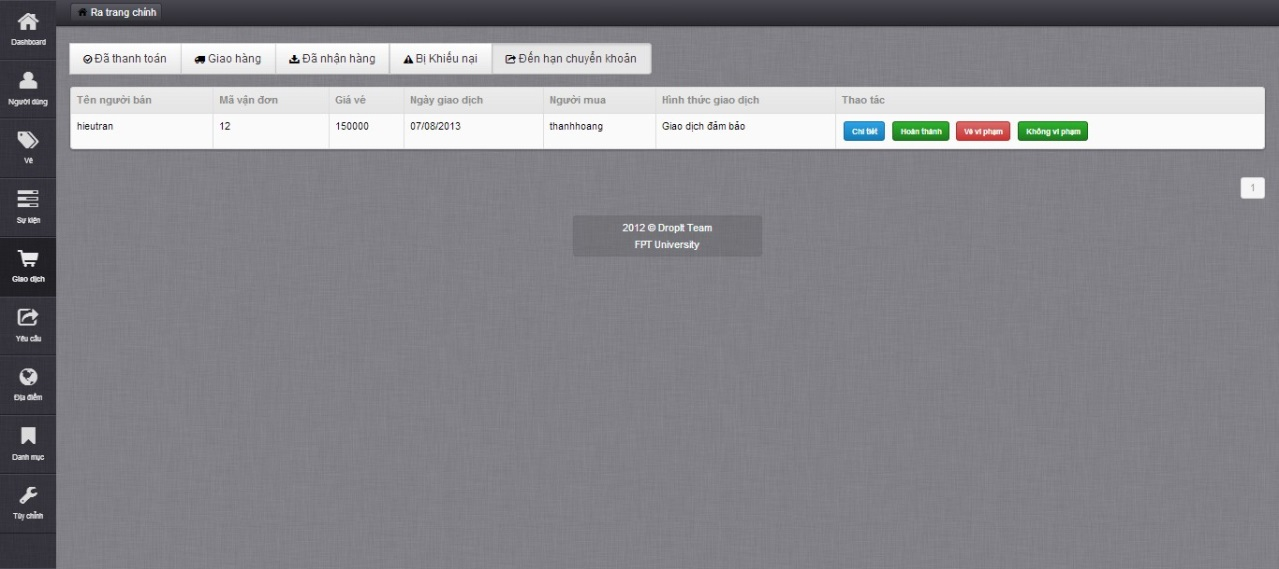 Ra trang chính
Dashboard
Người dùng
Vé
Sự kiện
Giao dịch
Yêu cầu
Địa điểm
Danh mục
Tùy chỉnh
Đã thanh toán
Giao hàng
Đã nhận hàng
Bị Khiếu nại
Đến hạn chuyển khoản
Tên người bán Mã vận đơn Giá vé Ngày giao dịch Người mua Hình thức giao dịch Thao tác
hieutran 12 150000 07/08/2013 thanhhoang Giao dịch đảm bảo Chi tiết Hoàn thành Vé vi phạm Không vi phạm
1
2012 © DropIt Team
FPT University